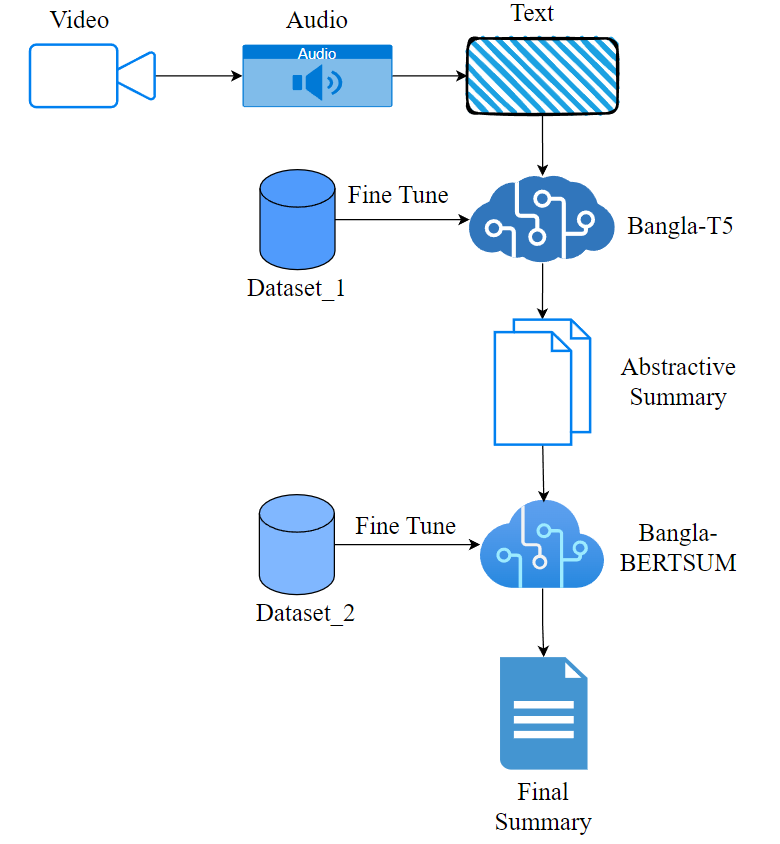 Video
Audio
Text
Audio
Fine Tune
Bangla-T5
Dataset_1
Abstractive
Summary
Fine Tune
Bangla-
BERTSUM
Dataset_2
Final
Summary